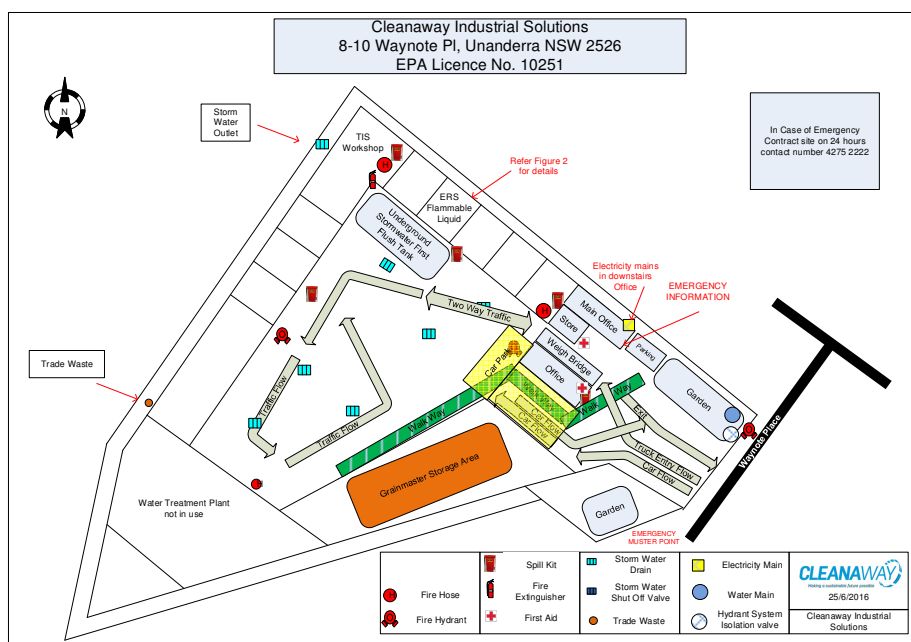 Cleanaway Industrial Solutions
8-10 Waynote Pl, Unanderra NSW 2526
EPA Licence No. 10251
N
Storm
Water
Outlet
In Case of Emergency
Contract site on 24 hours
contact number 4275 2222
TIS
Workshop
H
Refer Figure 2
for details
ERS
Flammable
Liquid
Underground
Stormwater First
Flush Tank
Electricity mains
in downstairs
Office
EMERGENCY
INFORMATION
Two Way Traffic
H
Main Office
Store
Parking
Weigh Bridge
Office
Car Park
Garden
Trade Waste
Traffic Flow
Traffic Flow
Walk Way
Walk Way
Car Flow
Car Flow
Exit
Truck Entry Flow
Car Flow
Waynote Place
Grainmaster Storage Area
H
Water Treatment Plant
not in use
Garden
EMERGENCY
MUSTER POINT
H
Fire Hose
Fire Hydrant
Spill Kit
Fire
Extinguisher
First Aid
Storm Water
Drain
Storm Water
Shut Off Valve
Trade Waste
Electricity Main
Water Main
Hydrant System
Isolation valve
CLEANAWAY
Making a sustainable future possible
25/6/2016
Cleanaway Industrial
Solutions